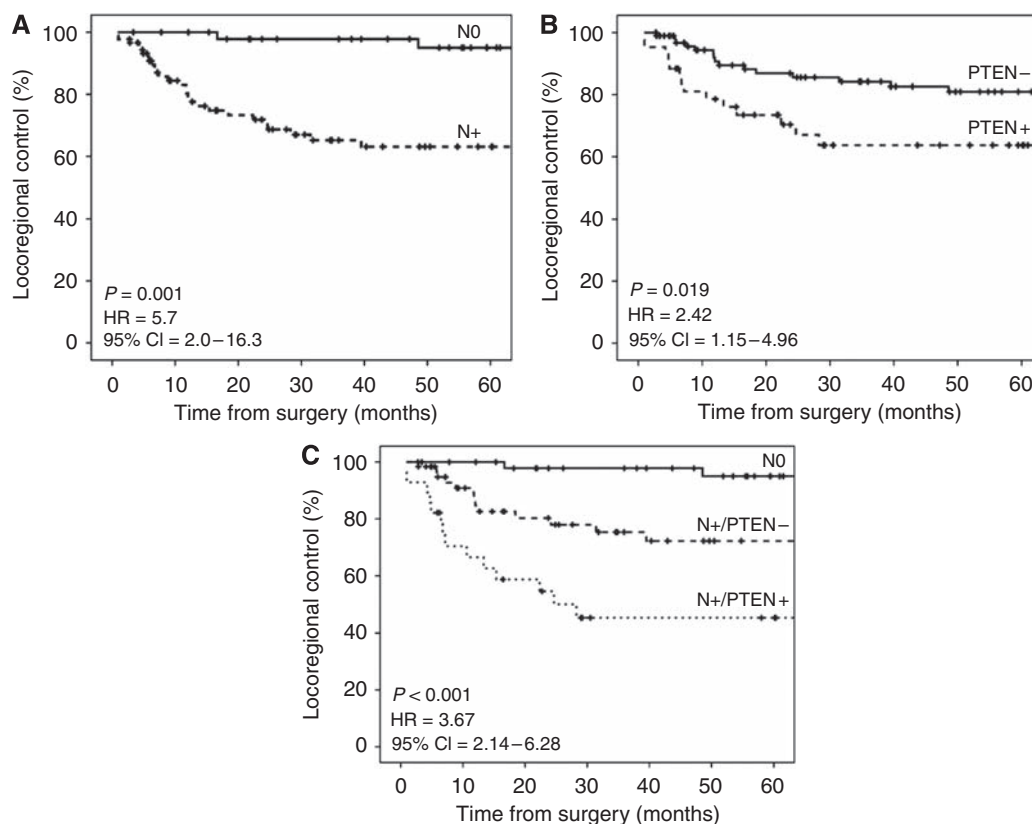 A
Locoregional control (%)
100
80
60
40
20
0
N0
N+
P = 0.001
HR = 5.7
95% CI = 2.0–16.3
0 10 20 30 40 50 60
Time from surgery (months)
B
Locoregional control (%)
100
80
60
40
20
0
PTEN–
PTEN+
P = 0.019
HR = 2.42
95% CI = 1.15–4.96
0 10 20 30 40 50 60
Time from surgery (months)
C
Locoregional control (%)
100
80
60
40
20
0
N0
N+/PTEN–
N+/PTEN+
P < 0.001
HR = 3.67
95% CI = 2.14–6.28
0 10 20 30 40 50 60
Time from surgery (months)